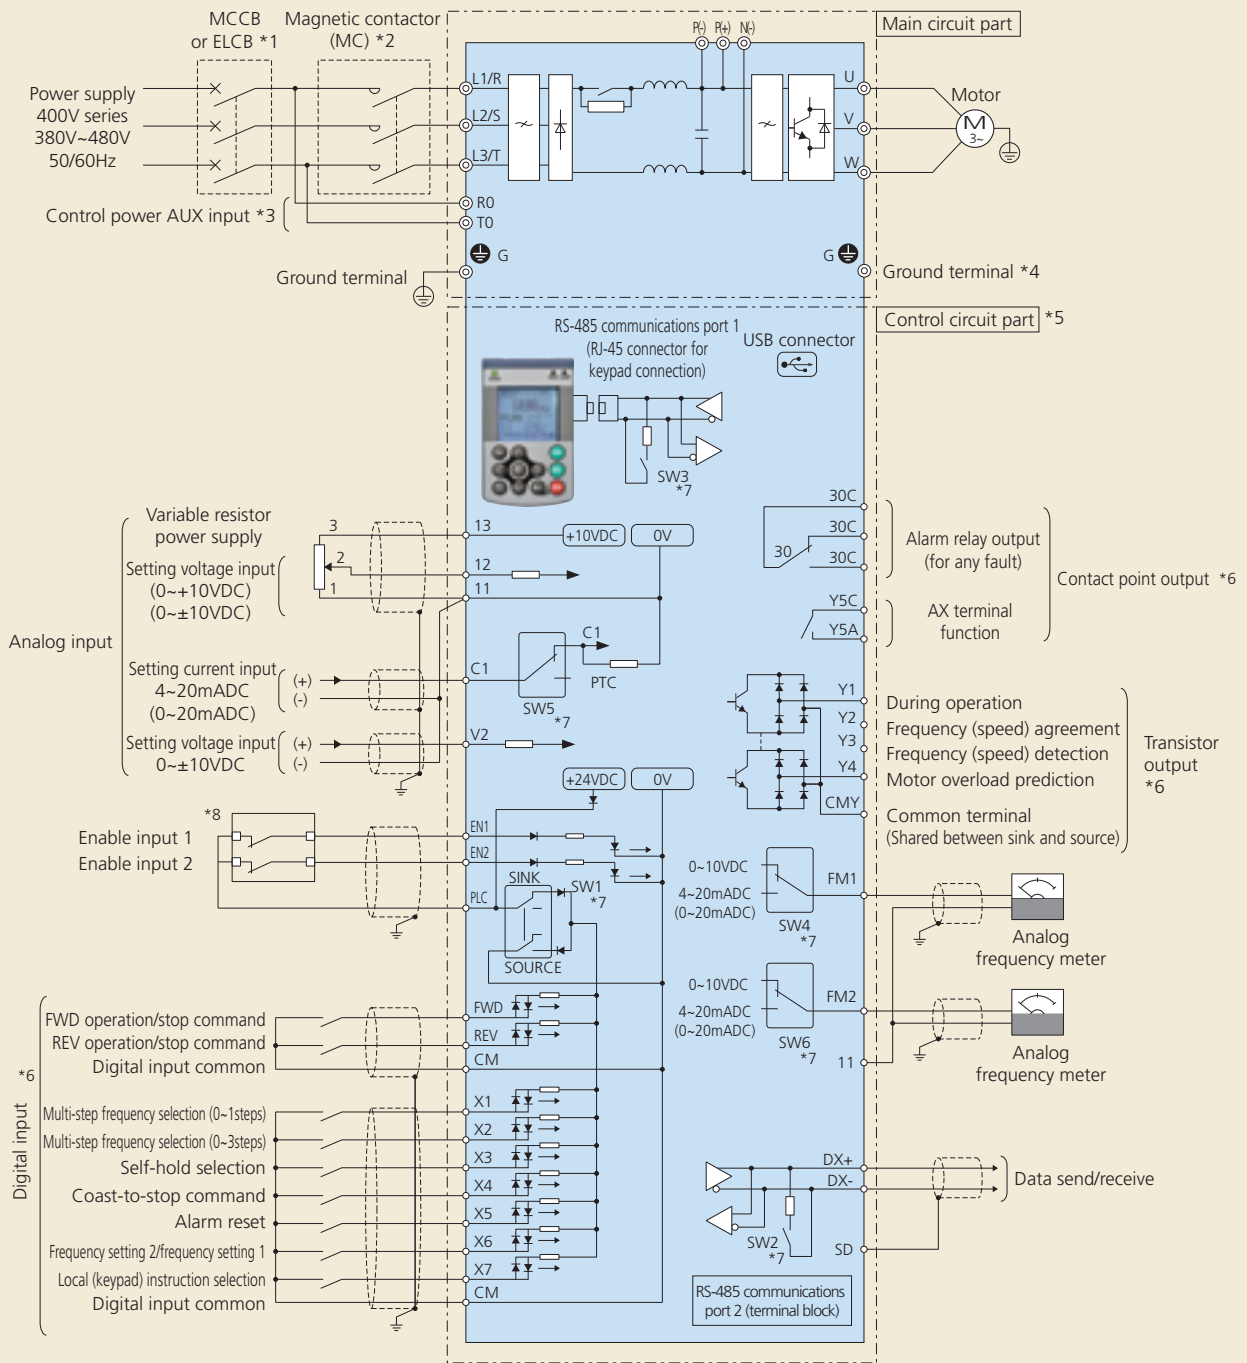 MCCB
or ELCB *1
Magnetic contactor
(MC) *2
P(-) P(+) N(-)
Main circuit part
Power supply
400V series
380V~480V
50/60Hz
L1/R
L2/S
L3/T
U
V
W
Motor
M
3~
Control power AUX input *3
R0
T0
G
G
Ground terminal
Ground terminal *4
Control circuit part *5
RS-485 communications port 1
(RJ-45 connector for
keypad connection)
USB connector
SW3
*7
Analog input
Variable resistor
power supply
Setting voltage input
(0~+10VDC)
(0~±10VDC)
3
2
1
13
12
11
+10VDC
0V
Setting current input
4~20mADC
(0~20mADC)
(+)
(-)
C1
C1
PTC
SW5
*7
Setting voltage input
0~±10VDC
(+)
(-)
V2
30C
30C
30C
30
Alarm relay output
(for any fault)
Y5C
Y5A
AX terminal
function
Contact point output *6
Y1
Y2
Y3
Y4
CMY
During operation
Frequency (speed) agreement
Frequency (speed) detection
Motor overload prediction
Common terminal
(Shared between sink and source)
Transistor
output
*6
+24VDC
0V
*8
Enable input 1
Enable input 2
EN1
EN2
PLC
SINK
SW1
*7
SOURCE
0~10VDC
4~20mADC
(0~20mADC)
SW4
*7
FM1
Analog
frequency meter
0~10VDC
4~20mADC
(0~20mADC)
SW6
*7
FM2
11
Analog
frequency meter
*6
Digital input
FWD operation/stop command
REV operation/stop command
Digital input common
FWD
REV
CM
Multi-step frequency selection (0~1steps)
Multi-step frequency selection (0~3steps)
Self-hold selection
Coast-to-stop command
Alarm reset
Frequency setting 2/frequency setting 1
Local (keypad) instruction selection
Digital input common
X1
X2
X3
X4
X5
X6
X7
CM
DX+
DX-
SD
SW2
*7
Data send/receive
RS-485 communications
port 2 (terminal block)